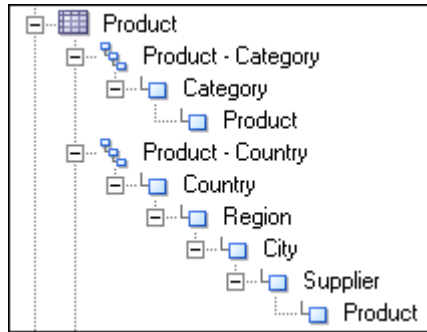 Product
Product - Category
Category
Product
Product - Country
Country
Region
City
Supplier
Product